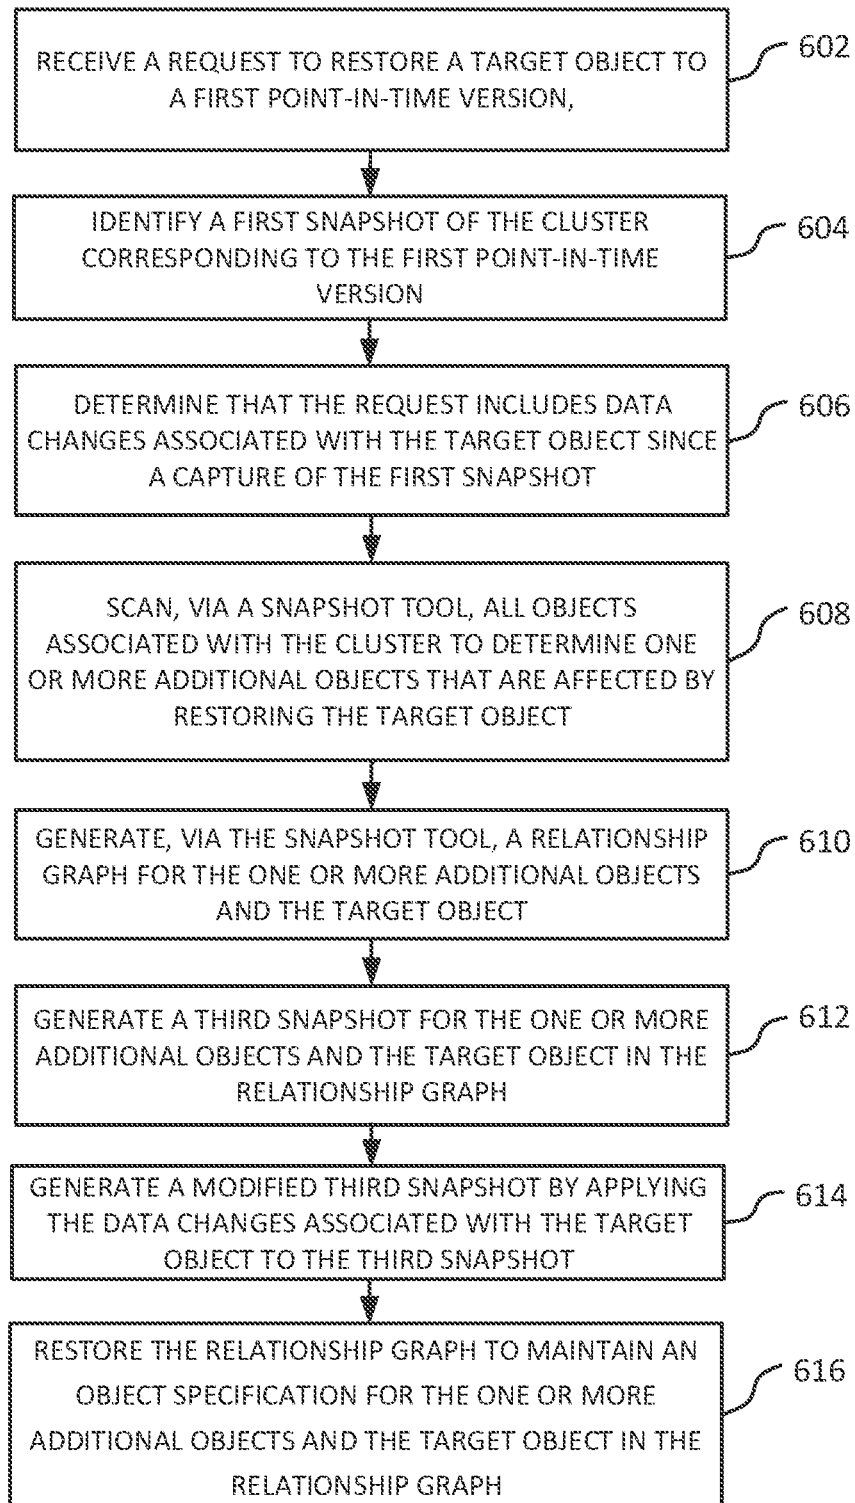 RECEIVE A REQUEST TO RESTORE A TARGET OBJECT TO
A FIRST POINT-IN-TIME VERSION,
602
IDENTIFY A FIRST SNAPSHOT OF THE CLUSTER
CORRESPONDING TO THE FIRST POINT-IN-TIME
VERSION
604
DETERMINE THAT THE REQUEST INCLUDES DATA
CHANGES ASSOCIATED WITH THE TARGET OBJECT SINCE
A CAPTURE OF THE FIRST SNAPSHOT
606
SCAN, VIA A SNAPSHOT TOOL, ALL OBJECTS
ASSOCIATED WITH THE CLUSTER TO DETERMINE ONE
OR MORE ADDITIONAL OBJECTS THAT ARE AFFECTED BY
RESTORING THE TARGET OBJECT
608
GENERATE, VIA THE SNAPSHOT TOOL, A RELATIONSHIP
GRAPH FOR THE ONE OR MORE ADDITIONAL OBJECTS
AND THE TARGET OBJECT
610
GENERATE A THIRD SNAPSHOT FOR THE ONE OR MORE
ADDITIONAL OBJECTS AND THE TARGET OBJECT IN THE
RELATIONSHIP GRAPH
612
GENERATE A MODIFIED THIRD SNAPSHOT BY APPLYING
THE DATA CHANGES ASSOCIATED WITH THE TARGET
OBJECT TO THE THIRD SNAPSHOT
614
RESTORE THE RELATIONSHIP GRAPH TO MAINTAIN AN
OBJECT SPECIFICATION FOR THE ONE OR MORE
ADDITIONAL OBJECTS AND THE TARGET OBJECT IN THE
RELATIONSHIP GRAPH
616